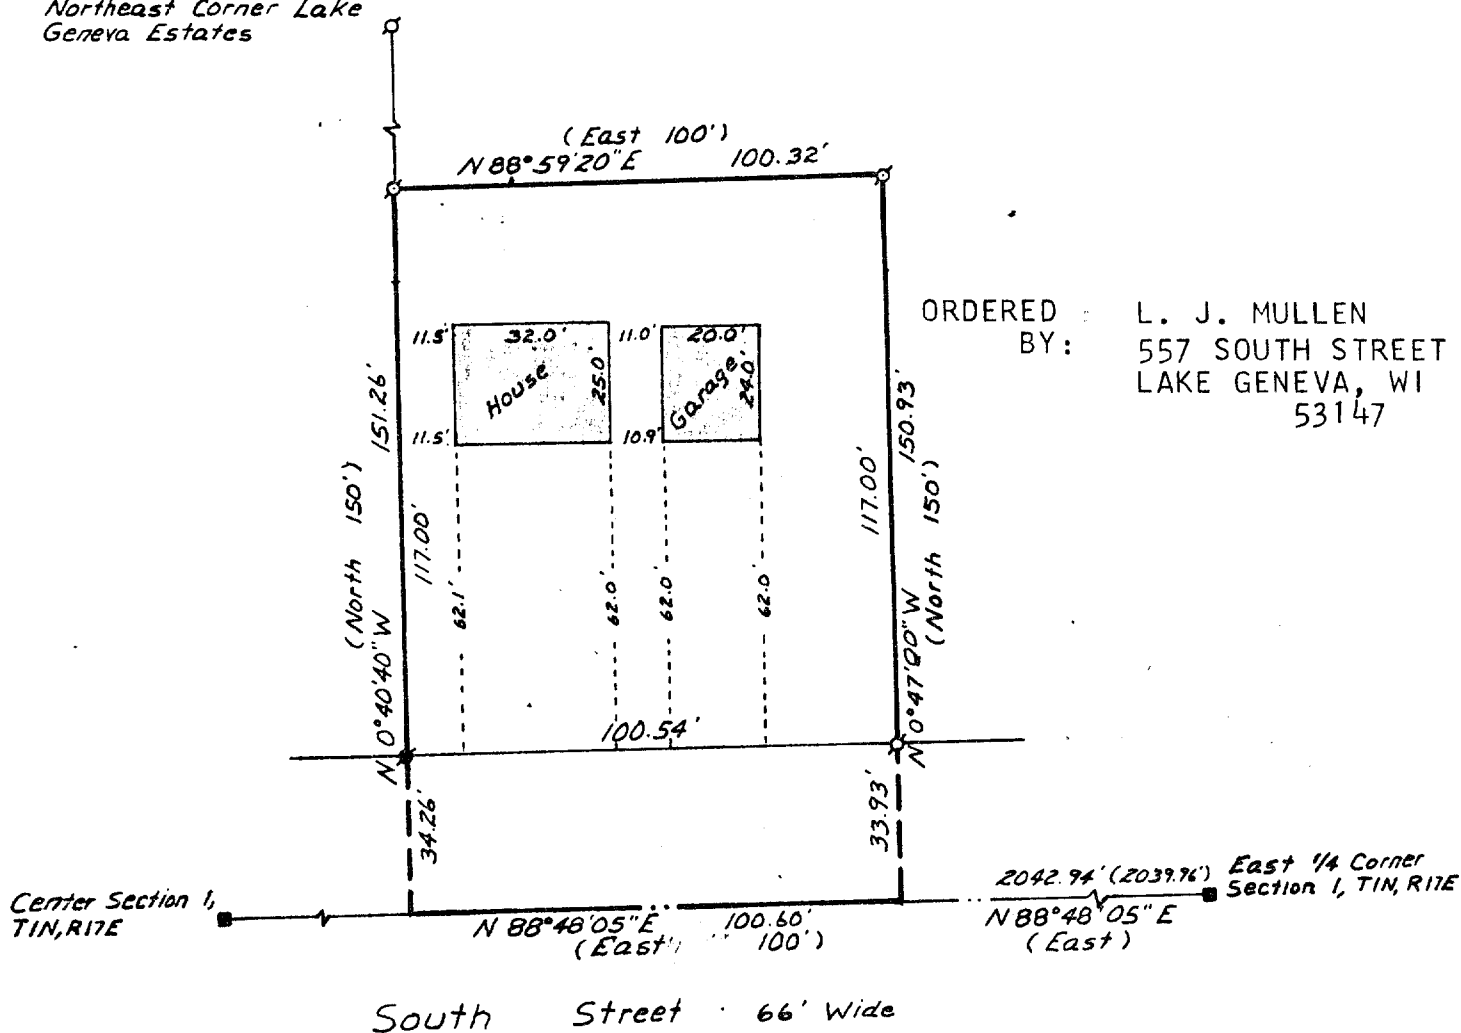 Northeast Corner Lake
Geneva Estates
(East 100')
N 88°59'20"E 100.32'
ORDERED BY:
L. J. MULLEN
557 SOUTH STREET
LAKE GENEVA, WI
53147
11.5'
32.0'
11.0'
20.0'
House
25.0'
Garage
24.0'
11.5'
10.9'
151.26'
(North 150')
117.00'
N 0°40'40"W
150.93'
117.00'
(North 150')
N 0°47'00"W
62.1'
62.0'
62.0'
62.0'
100.54'
34.26'
33.93'
Center Section 1,
T1N, R17E
N 88°48'05"E 100.60'
(East 100')
2042.94' (2039.96')
N 88°48'05"E
(East)
East 1/4 Corner
Section 1, T1N, R17E
South Street 66' Wide